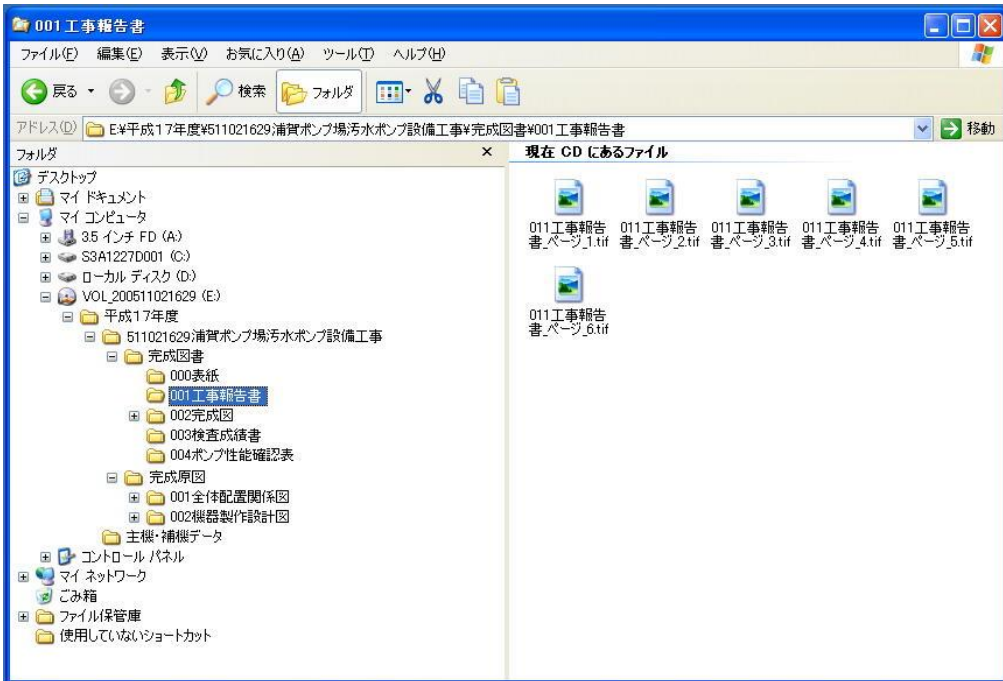 001工事報告書
ファイル(F) 編集(E) 表示(V) お気に入り(A) ツール(T) ヘルプ(H)
戻る 検索 フォルダ
アドレス(D) E:¥平成17年度¥511021629浦賀ポンプ場汚水ポンプ設備工事¥完成図書¥001工事報告書 移動
フォルダ
デスクトップ
マイ ドキュメント
マイ コンピュータ
3.5 インチ FD (A:)
S3A1227D001 (C:)
ローカル ディスク (D:)
VOL_200511021629 (E:)
平成17年度
511021629浦賀ポンプ場汚水ポンプ設備工事
完成図書
000表紙
001工事報告書
002完成図
003検査成績書
004ポンプ性能確認表
完成原図
001全体配置関係図
002機器製作設計図
主機・補機データ
コントロール パネル
マイ ネットワーク
ごみ箱
ファイル保管庫
使用していないショートカット
現在 CD にあるファイル
011工事報告書_ページ_1.tif
011工事報告書_ページ_2.tif
011工事報告書_ページ_3.tif
011工事報告書_ページ_4.tif
011工事報告書_ページ_5.tif
011工事報告書_ページ_6.tif